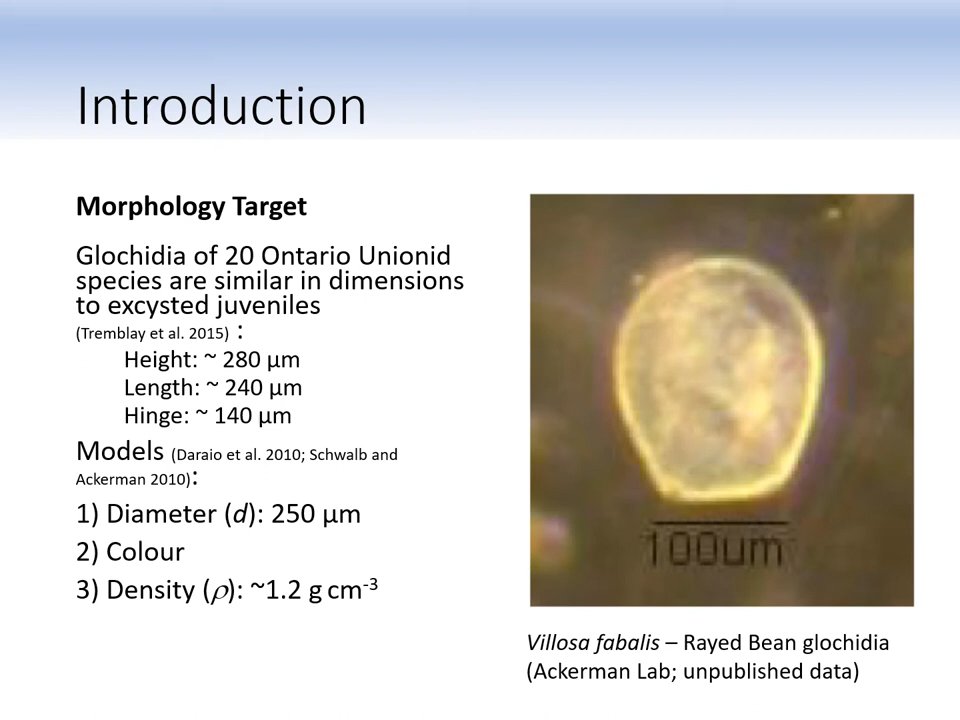 Introduction
Morphology Target
Glochidia of 20 Ontario Unionid
species are similar in dimensions
to excysted juveniles
(Tremblay et al. 2015) :
Height: ~ 280 µm
Length: ~ 240 µm
Hinge: ~ 140 µm
Models (Daraio et al. 2010; Schwalb and
Ackerman 2010):
1) Diameter (d): 250 µm
2) Colour
3) Density (ρ): ~1.2 g cm-3
100um
Villosa fabalis – Rayed Bean glochidia
(Ackerman Lab; unpublished data)